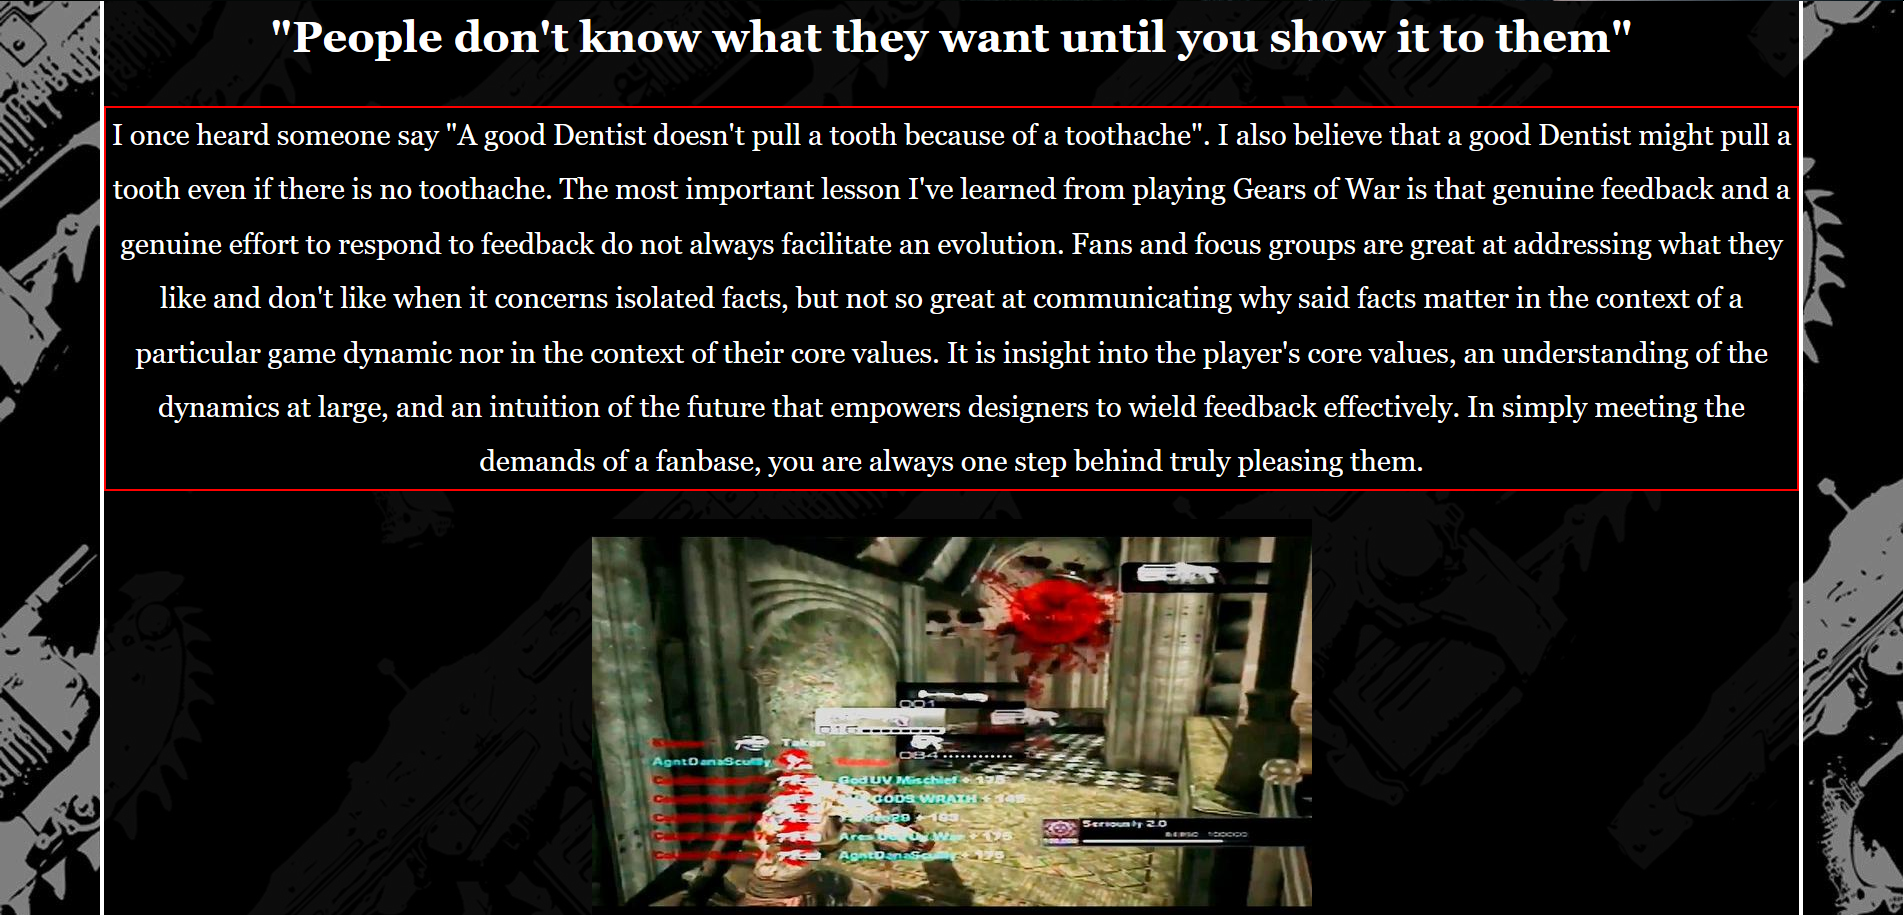 "People don't know what they want until you show it to them"
I once heard someone say "A good Dentist doesn't pull a tooth because of a toothache". I also believe that a good Dentist might pull a
tooth even if there is no toothache. The most important lesson I've learned from playing Gears of War is that genuine feedback and a
genuine effort to respond to feedback do not always facilitate an evolution. Fans and focus groups are great at addressing what they
like and don't like when it concerns isolated facts, but not so great at communicating why said facts matter in the context of a
particular game dynamic nor in the context of their core values. It is insight into the player's core values, an understanding of the
dynamics at large, and an intuition of the future that empowers designers to wield feedback effectively. In simply meeting the
demands of a fanbase, you are always one step behind truly pleasing them.
001
Taken
AgntDanaScully
God UV Mischief + 175
GODS WRATH + 145
Ares God Of War + 175
AgntDanaScully + 175
Seriously 2.0